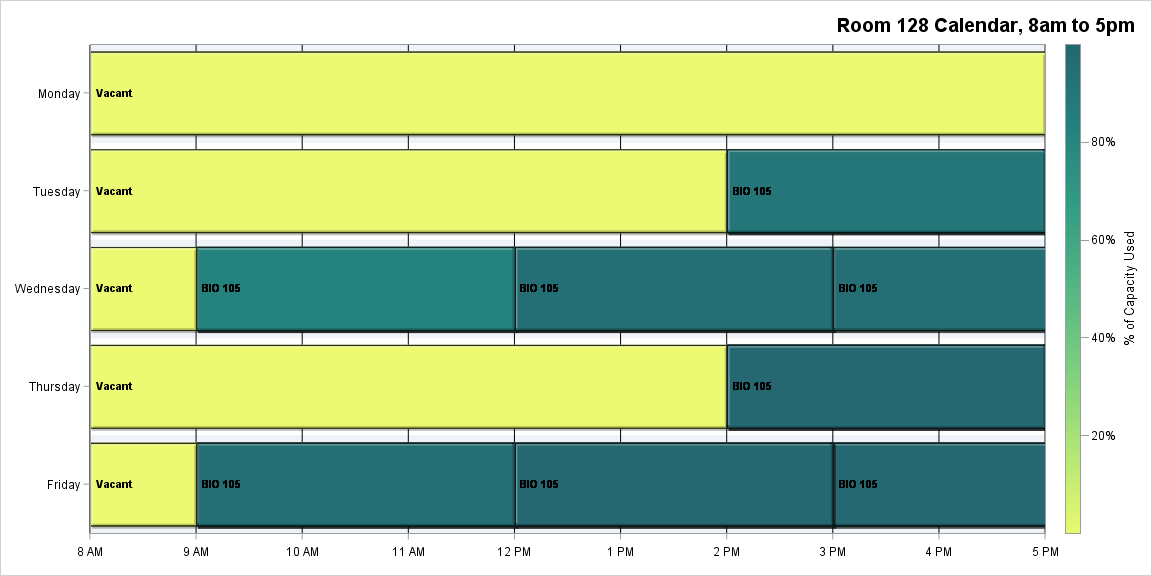 Room 128 Calendar, 8am to 5pm
Monday
Vacant
Tuesday
Vacant
BIO 105
Wednesday
Vacant
BIO 105
BIO 105
BIO 105
Thursday
Vacant
BIO 105
Friday
Vacant
BIO 105
BIO 105
BIO 105
8 AM
9 AM
10 AM
11 AM
12 PM
1 PM
2 PM
3 PM
4 PM
5 PM
80%
60%
40%
20%
% of Capacity Used